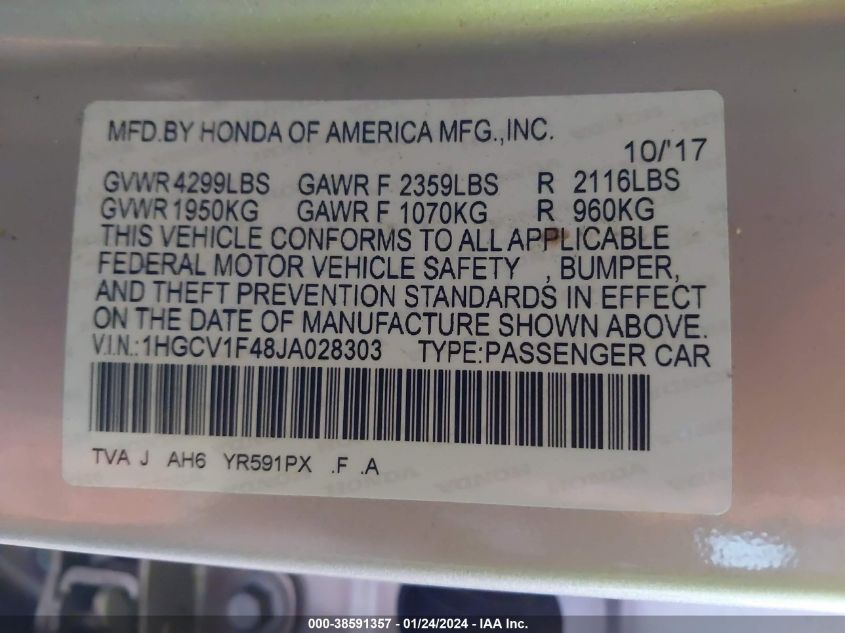 MFD.BY HONDA OF AMERICA MFG.,INC.
10/'17
GVWR 4299LBS GAWR F 2359LBS R 2116LBS
GVWR 1950KG GAWR F 1070KG R 960KG
THIS VEHICLE CONFORMS TO ALL APPLICABLE
FEDERAL MOTOR VEHICLE SAFETY , BUMPER,
AND THEFT PREVENTION STANDARDS IN EFFECT
ON THE DATE OF MANUFACTURE SHOWN ABOVE.
V.I.N.:1HGCV1F48JA028303 TYPE:PASSENGER CAR
TVA J AH6 YR591PX .F .A
000-38591357 | 01/24/2024 - IAA Inc.